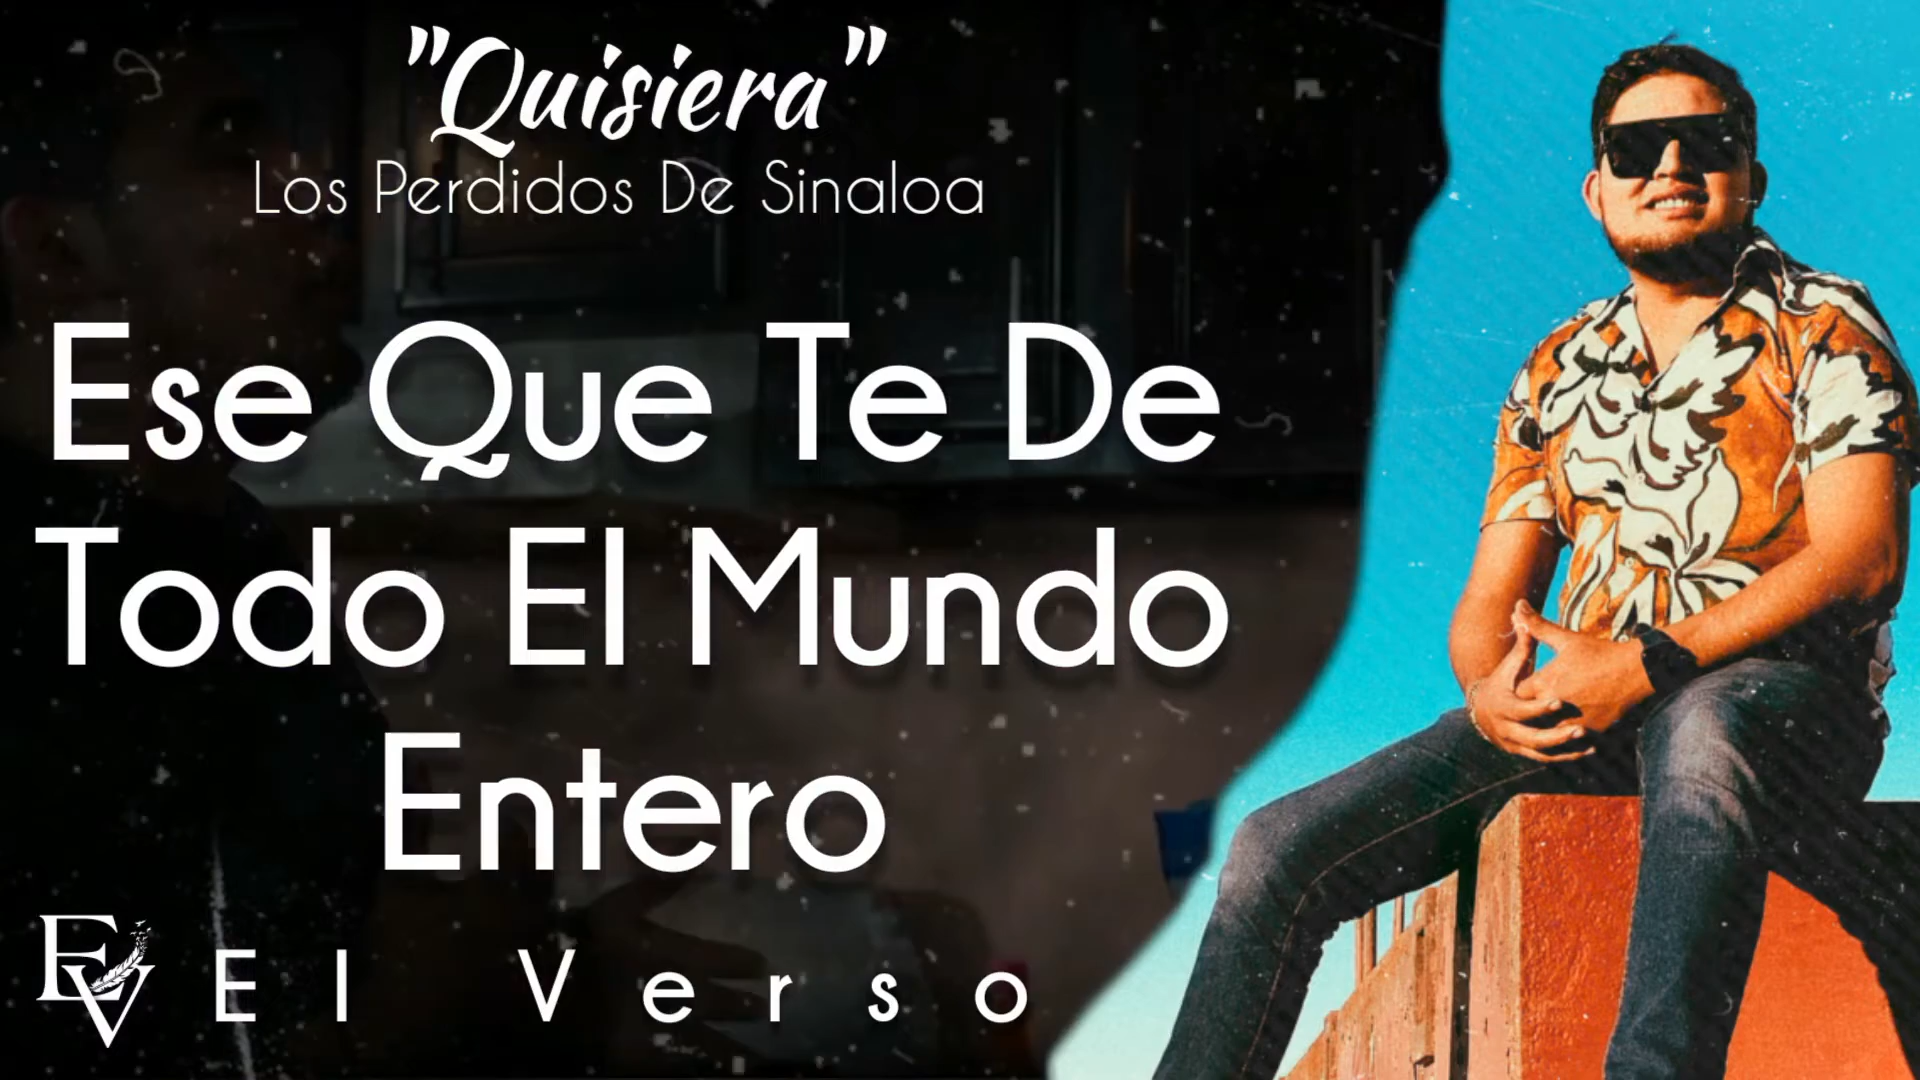 "Quisiera"
Los Perdidos De Sinaloa
Ese Que Te De
Todo El Mundo
Entero
EV El Verso